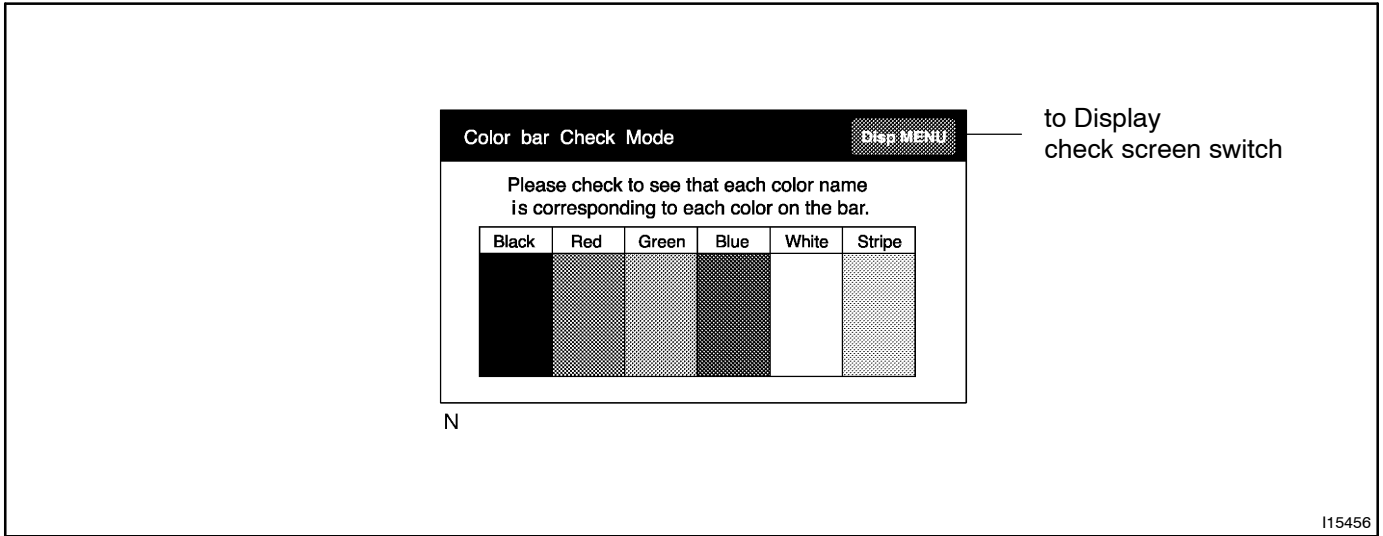 Color bar Check Mode
Disp MENU
to Display
check screen switch
Please check to see that each color name
is corresponding to each color on the bar.
Black Red Green Blue White Stripe
N
I15456